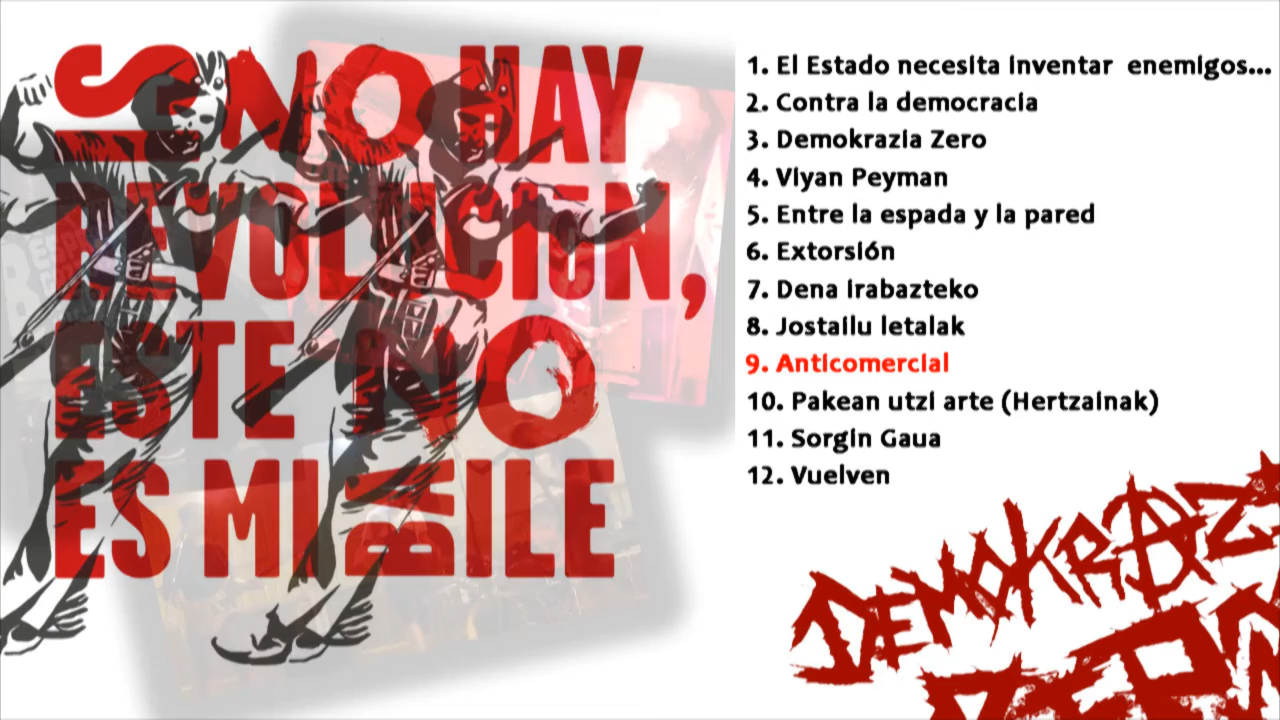 SI NO HAY
REVOLUCIÓN,
ESTE NO
ES MI BAILE
1. El Estado necesita inventar enemigos...
2. Contra la democracia
3. Demokrazia Zero
4. Viyan Peyman
5. Entre la espada y la pared
6. Extorsión
7. Dena irabazteko
8. Jostailu letalak
9. Anticomercial
10. Pakean utzi arte (Hertzainak)
11. Sorgin Gaua
12. Vuelven
DEMOKRAZ
ZER